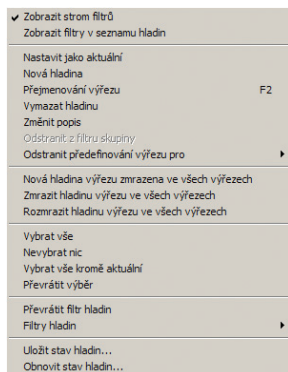 Zobrazit strom filtrů
Zobrazit filtry v seznamu hladin
Nastavit jako aktuální
Nová hladina
Přejmenování výřezu F2
Vymazat hladinu
Změnit popis
Odstranit z filtru skupiny
Odstranit předefinování výřezu pro
Nová hladina výřezu zmrazena ve všech výřezech
Zmrazit hladinu výřezu ve všech výřezech
Rozmrazit hladinu výřezu ve všech výřezech
Vybrat vše
Nevybrat nic
Vybrat vše kromě aktuální
Převrátit výběr
Převrátit filtr hladin
Filtry hladin
Uložit stav hladin...
Obnovit stav hladin...